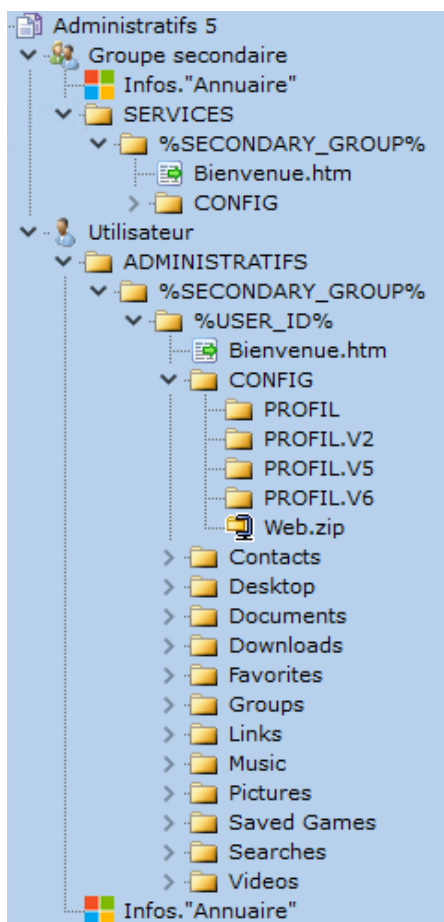 Administratifs 5
Groupe secondaire
Infos."Annuaire"
SERVICES
%SECONDARY_GROUP%
Bienvenue.htm
CONFIG
Utilisateur
ADMINISTRATIFS
%SECONDARY_GROUP%
%USER_ID%
Bienvenue.htm
CONFIG
PROFIL
PROFIL.V2
PROFIL.V5
PROFIL.V6
Web.zip
Contacts
Desktop
Documents
Downloads
Favorites
Groups
Links
Music
Pictures
Saved Games
Searches
Videos
Infos."Annuaire"